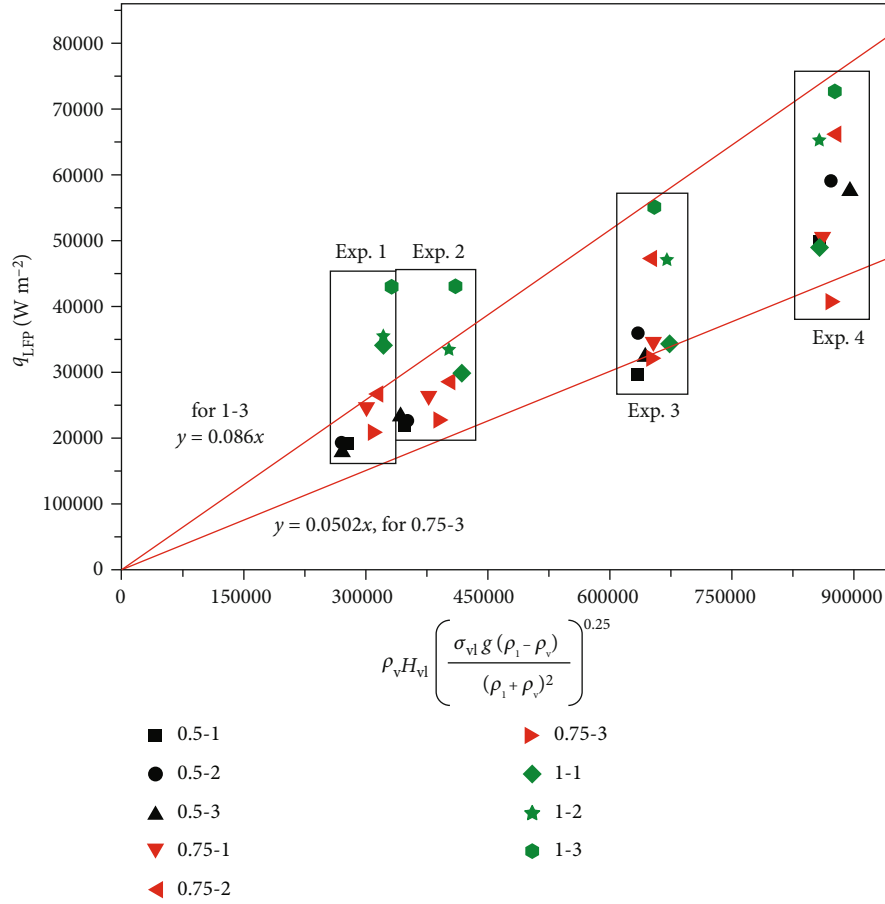 80000
70000
60000
50000
40000
30000
20000
100000
0
q_LFP (W m⁻²)
Exp. 1
Exp. 2
Exp. 3
Exp. 4
for 1-3
y = 0.086x
y = 0.0502x, for 0.75-3
0
150000
300000
450000
600000
750000
900000
ρ_v H_vl ( σ_vl g (ρ_1 − ρ_v) / (ρ_1 + ρ_v)² )^0.25
0.5-1
0.5-2
0.5-3
0.75-1
0.75-2
0.75-3
1-1
1-2
1-3